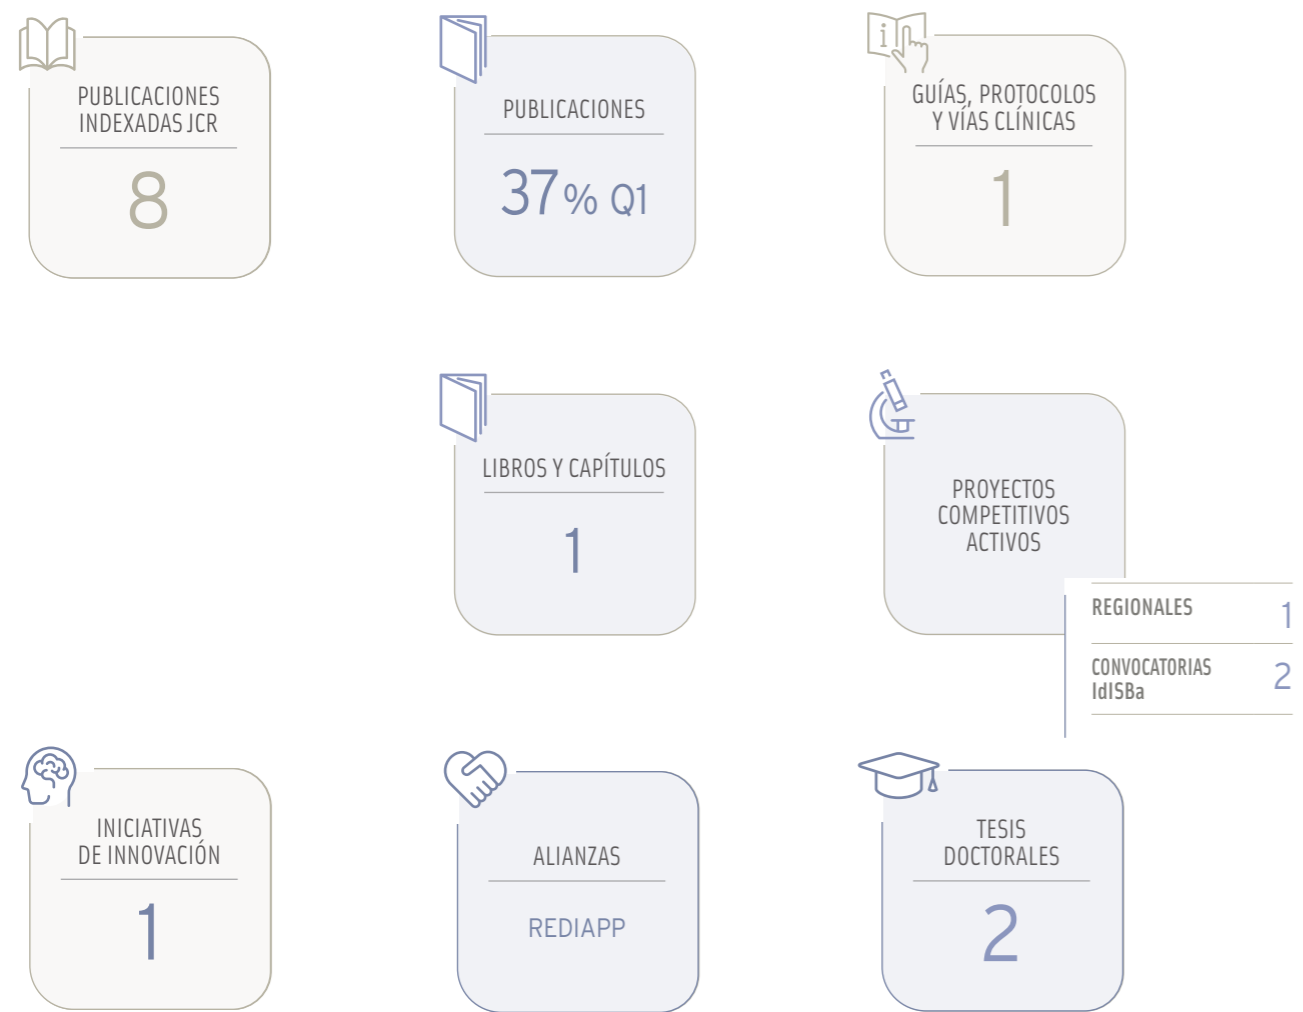 PUBLICACIONES
INDEXADAS JCR
8
PUBLICACIONES
37% Q1
i
GUÍAS, PROTOCOLOS
Y VÍAS CLÍNICAS
1
LIBROS Y CAPÍTULOS
1
PROYECTOS
COMPETITIVOS
ACTIVOS
REGIONALES 1
CONVOCATORIAS
IdISBa 2
INICIATIVAS
DE INNOVACIÓN
1
ALIANZAS
REDIAPP
TESIS
DOCTORALES
2